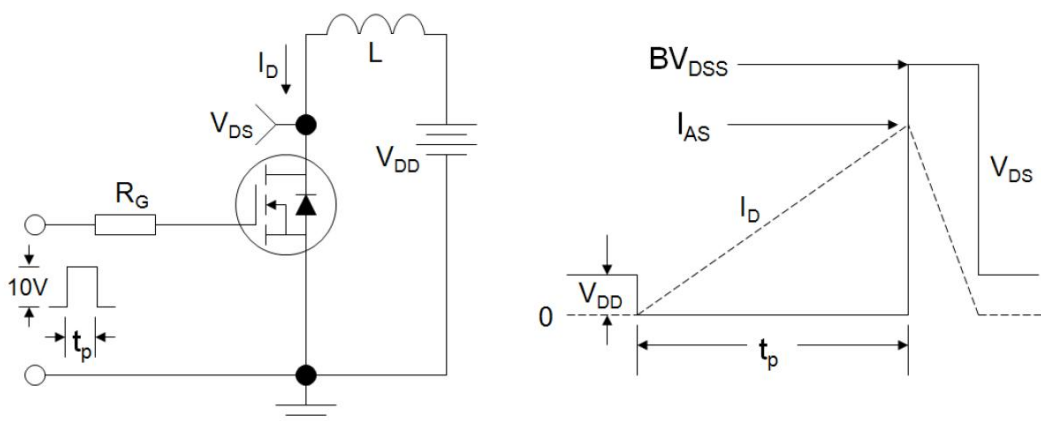 I_D
L
V_DS
V_DD
R_G
10V
t_p
BV_DSS
I_AS
V_DS
I_D
V_DD
0
t_p